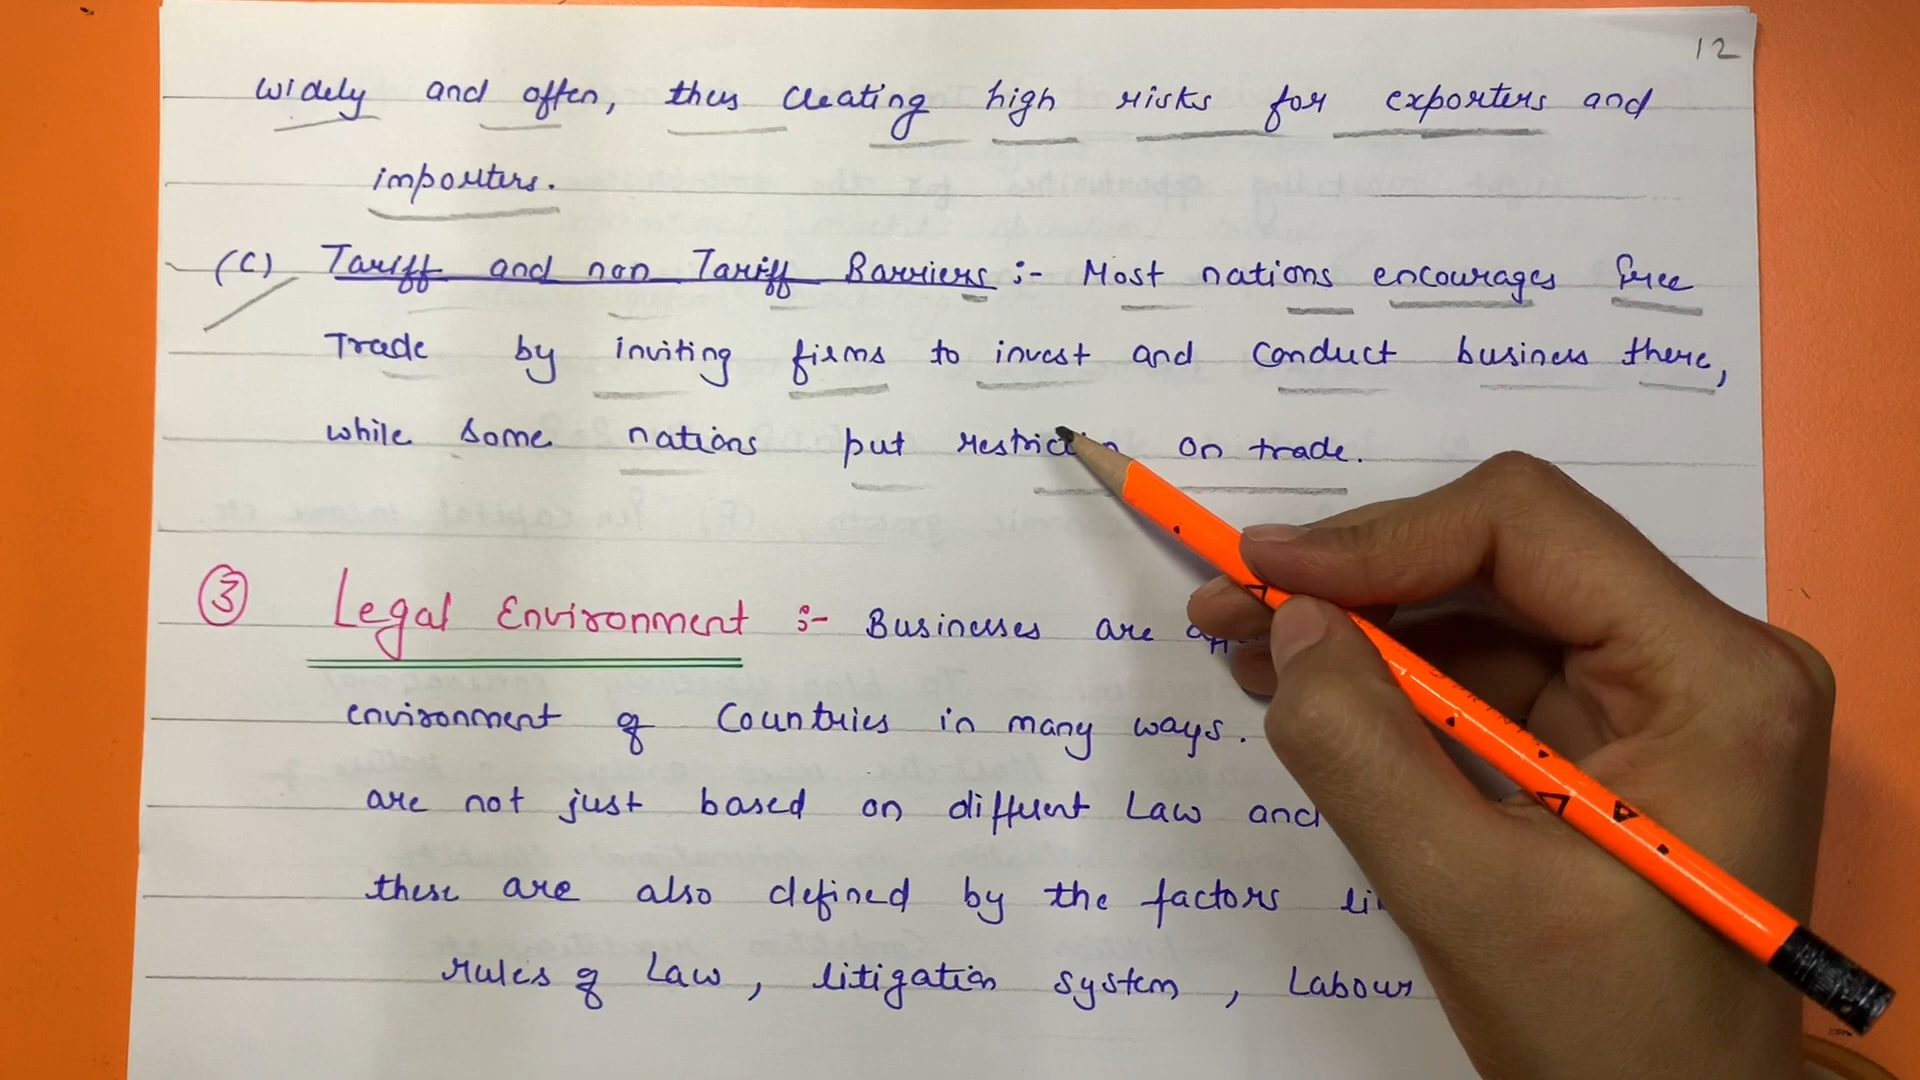 12
widely and often, thus creating high risks for exporters and
importers.
(C) Tariff and non Tariff Barriers :- Most nations encourages free
Trade by inviting firms to invest and conduct business there,
while some nations put restriction on trade.
③ Legal Environment :- Businesses are
environment of Countries in many ways.
are not just based on different Law and
these are also defined by the factors
rules of Law, litigation system, Labour